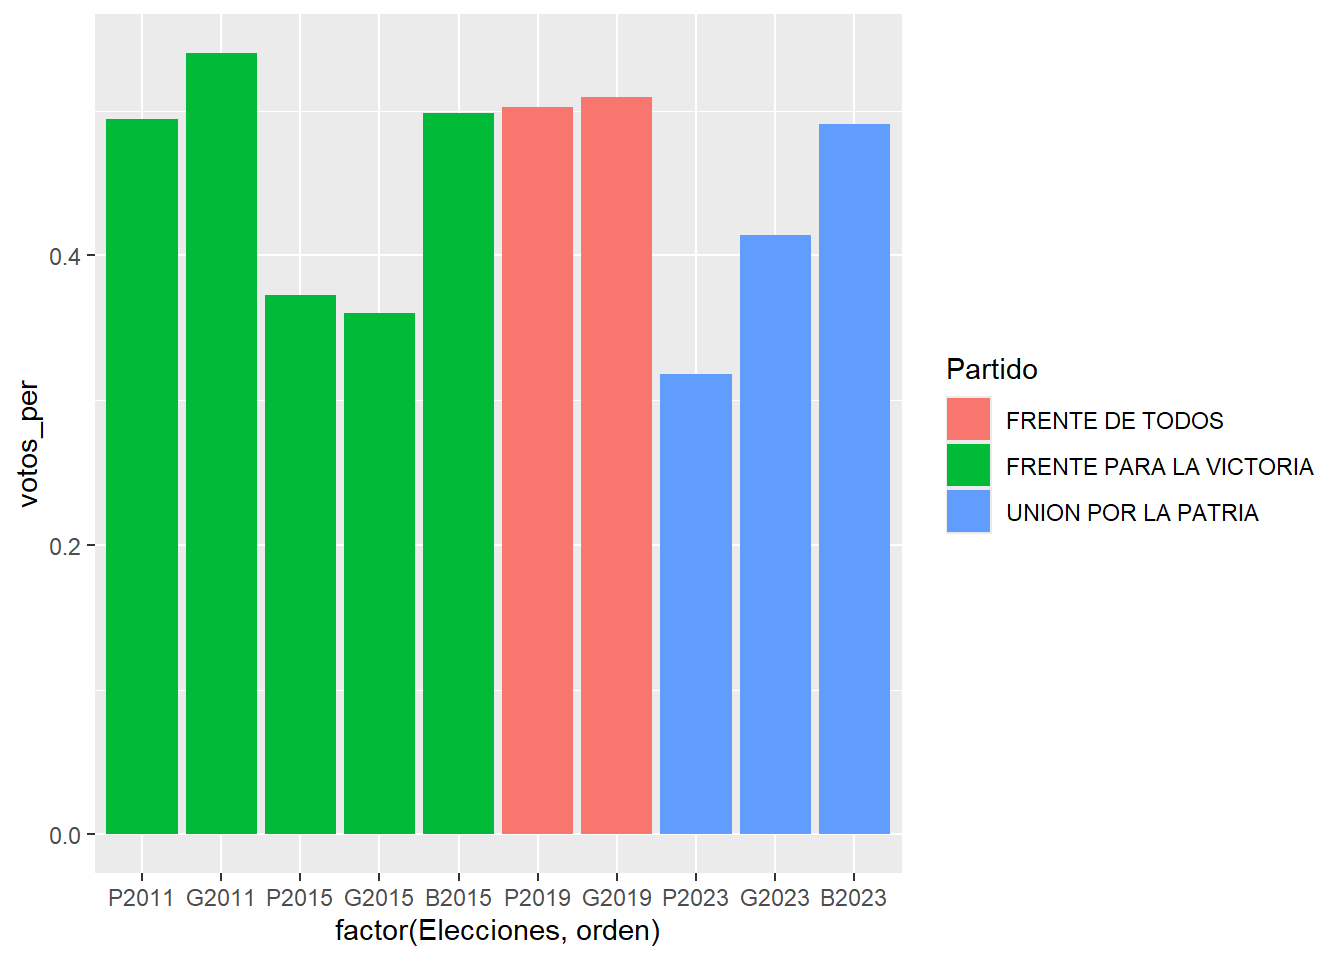 votos_per
0.4
0.2
0.0
P2011 G2011 P2015 G2015 B2015 P2019 G2019 P2023 G2023 B2023
factor(Elecciones, orden)
Partido
FRENTE DE TODOS
FRENTE PARA LA VICTORIA
UNION POR LA PATRIA